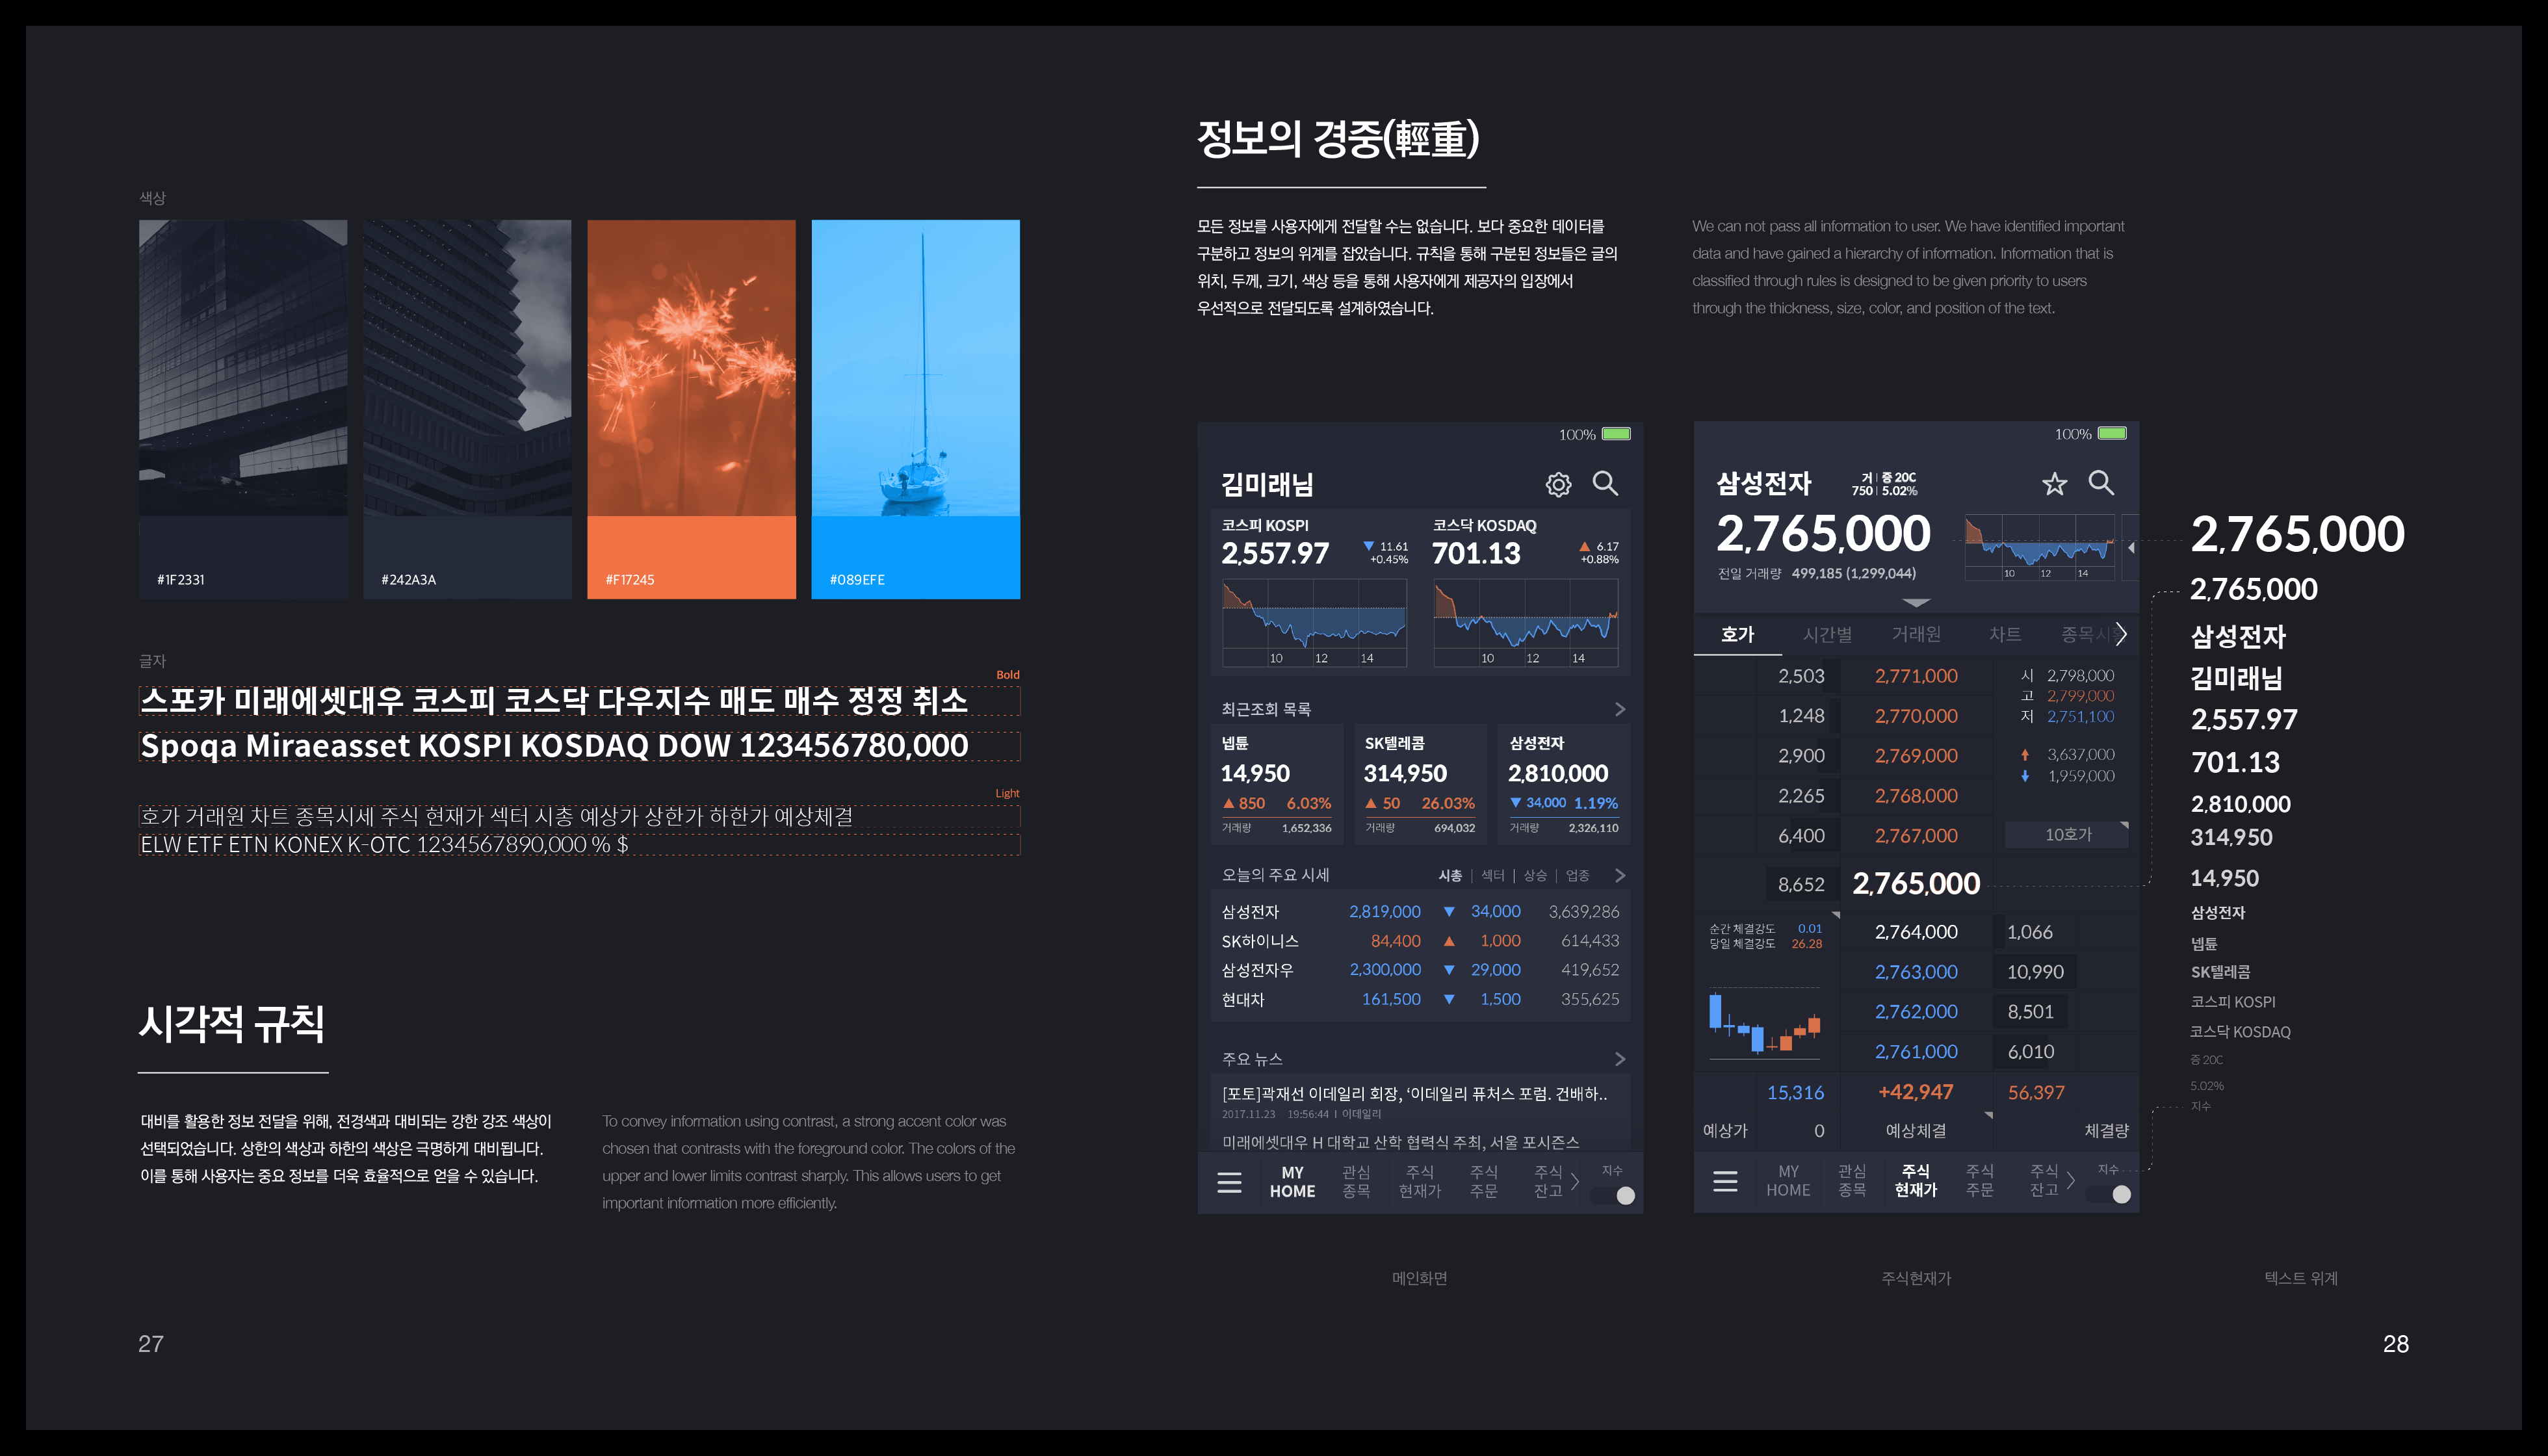 색상
#1F2331
#242A3A
#F17245
#089EFE
글자
Bold
스포카 미래에셋대우 코스피 코스닥 다우지수 매도 매수 정정 취소
Spoqa Miraeasset KOSPI KOSDAQ DOW 123456780,000
Light
호가 거래원 차트 종목시세 주식 현재가 섹터 시총 예상가 상한가 하한가 예상체결
ELW ETF ETN KONEX K-OTC 1234567890,000 % $
시각적 규칙
대비를 활용한 정보 전달을 위해, 전경색과 대비되는 강한 강조 색상이
선택되었습니다. 상한의 색상과 하한의 색상은 극명하게 대비됩니다.
이를 통해 사용자는 중요 정보를 더욱 효율적으로 얻을 수 있습니다.
To convey information using contrast, a strong accent color was
chosen that contrasts with the foreground color. The colors of the
upper and lower limits contrast sharply. This allows users to get
important information more efficiently.
27
정보의 경중(輕重)
모든 정보를 사용자에게 전달할 수는 없습니다. 보다 중요한 데이터를
구분하고 정보의 위계를 잡았습니다. 규칙을 통해 구분된 정보들은 글의
위치, 두께, 크기, 색상 등을 통해 사용자에게 제공자의 입장에서
우선적으로 전달되도록 설계하였습니다.
We can not pass all information to user. We have identified important
data and have gained a hierarchy of information. Information that is
classified through rules is designed to be given priority to users
through the thickness, size, color, and position of the text.
100%
김미래님
코스피 KOSPI
2,557.97
▼ 11.61
+0.45%
10 12 14
코스닥 KOSDAQ
701.13
▲ 6.17
+0.88%
10 12 14
최근조회 목록
넵튠
14,950
▲ 850 6.03%
거래량 1,652,336
SK텔레콤
314,950
▲ 50 26.03%
거래량 694,032
삼성전자
2,810,000
▼ 34,000 1.19%
거래량 2,326,110
오늘의 주요 시세 시총 | 섹터 | 상승 | 업종
삼성전자 2,819,000 ▼ 34,000 3,639,286
SK하이닉스 84,400 ▲ 1,000 614,433
삼성전자우 2,300,000 ▼ 29,000 419,652
현대차 161,500 ▼ 1,500 355,625
주요 뉴스
[포토]곽재선 이데일리 회장, ‘이데일리 퓨처스 포럼. 건배하..
2017.11.23 19:56:44 | 이데일리
미래에셋대우 H 대학교 산학 협력식 주최, 서울 포시즌스
MY HOME
관심 종목
주식 현재가
주식 주문
주식 잔고
지수
메인화면
100%
삼성전자
거 | 증 20C
750 | 5.02%
2,765,000
전일 거래량 499,185 (1,299,044)
10 12 14
호가 시간별 거래원 차트 종목시
2,503 2,771,000
1,248 2,770,000
2,900 2,769,000
2,265 2,768,000
6,400 2,767,000
8,652 2,765,000
시 2,798,000
고 2,799,000
저 2,751,100
3,637,000
1,959,000
10호가
순간 체결강도 0.01
당일 체결강도 26.28
2,764,000 1,066
2,763,000 10,990
2,762,000 8,501
2,761,000 6,010
15,316 +42,947 56,397
예상가 0 예상체결 체결량
MY HOME
관심 종목
주식 현재가
주식 주문
주식 잔고
지수
주식현재가
2,765,000
2,765,000
삼성전자
김미래님
2,557.97
701.13
2,810,000
314,950
14,950
삼성전자
넵튠
SK텔레콤
코스피 KOSPI
코스닥 KOSDAQ
증 20C
5.02%
지수
텍스트 위계
28